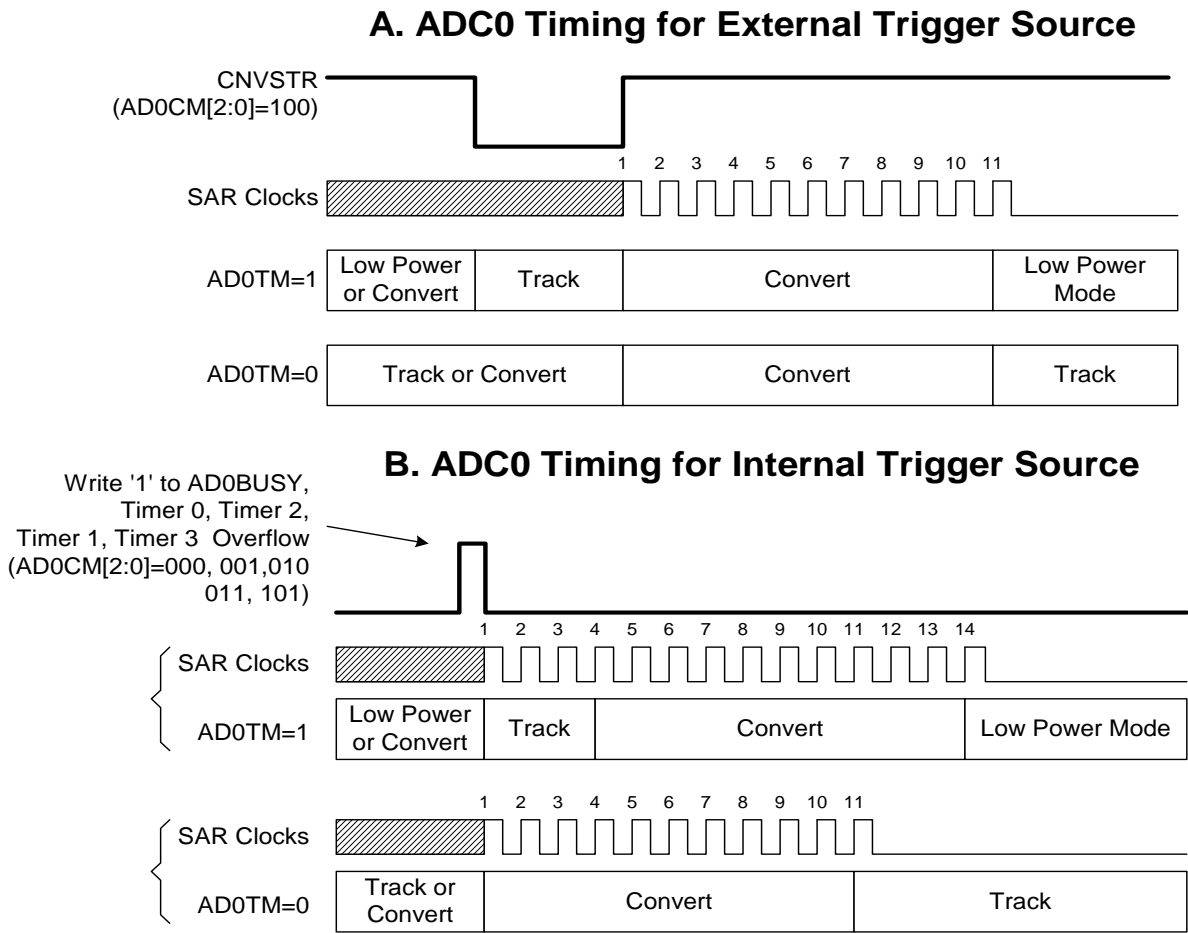 A. ADC0 Timing for External Trigger Source
CNVSTR
(AD0CM[2:0]=100)
1 2 3 4 5 6 7 8 9 10 11
SAR Clocks
AD0TM=1
Low Power
or Convert
Track
Convert
Low Power
Mode
AD0TM=0
Track or Convert
Convert
Track
B. ADC0 Timing for Internal Trigger Source
Write '1' to AD0BUSY,
Timer 0, Timer 2,
Timer 1, Timer 3 Overflow
(AD0CM[2:0]=000, 001,010
011, 101)
1 2 3 4 5 6 7 8 9 10 11 12 13 14
SAR Clocks
AD0TM=1
Low Power
or Convert
Track
Convert
Low Power Mode
1 2 3 4 5 6 7 8 9 10 11
SAR Clocks
AD0TM=0
Track or
Convert
Convert
Track